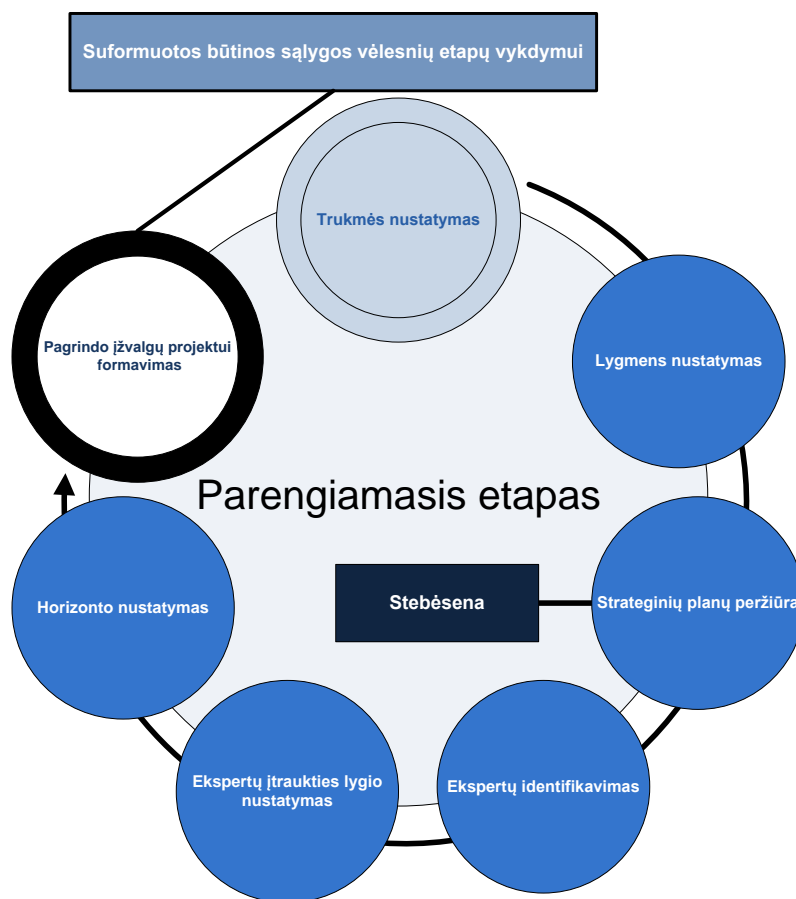 Suformuotos būtinos sąlygos vėlesnių etapų vykdymui
Trukmės nustatymas
Pagrindo įžvalgų projektui
formavimas
Lygmens nustatymas
Parengiamasis etapas
Horizonto nustatymas
Stebėsena
Strateginių planų peržiūra
Ekspertų įtraukties lygio
nustatymas
Ekspertų identifikavimas